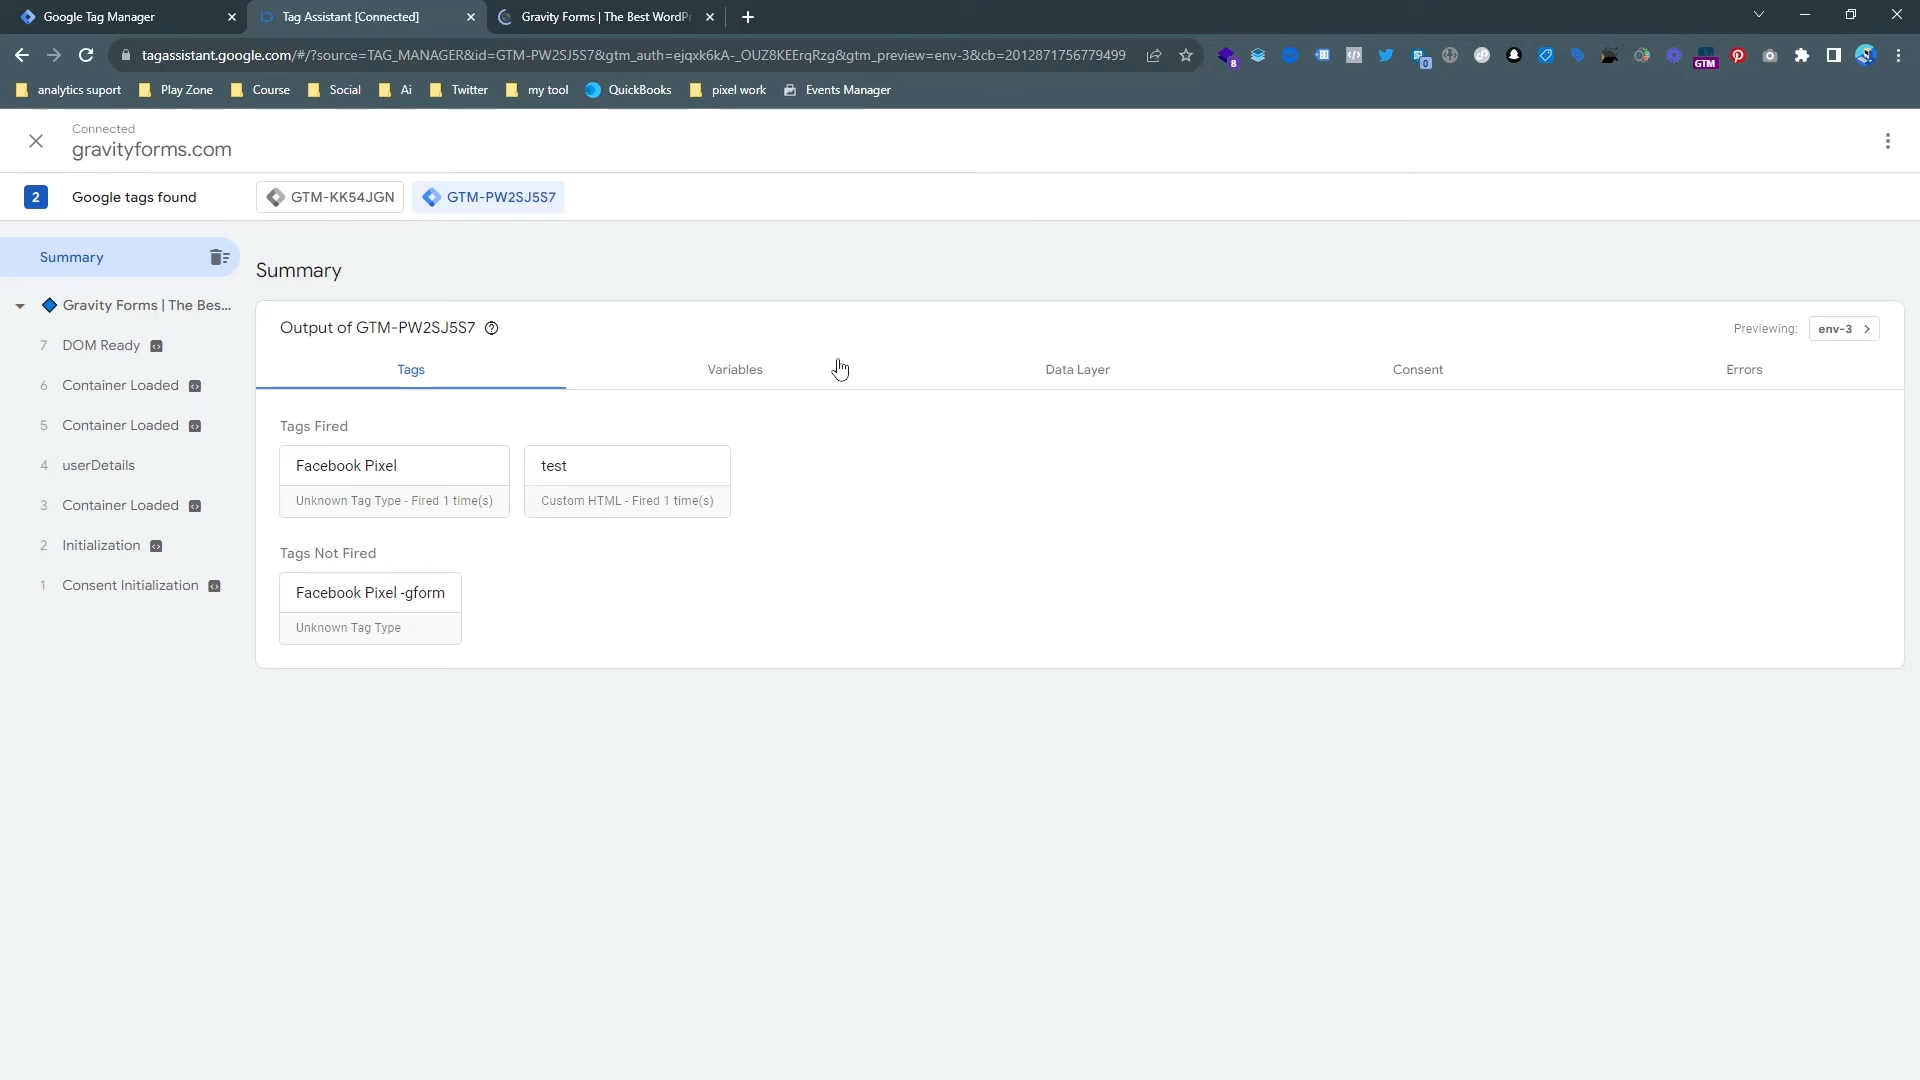 Google Tag Manager
Tag Assistant [Connected]
Gravity Forms | The Best WordPr
tagassistant.google.com/#/?source=TAG_MANAGER&id=GTM-PW2SJ5S7&gtm_auth=ejqxk6kA-_OUZ8KEErqRzg&gtm_preview=env-3&cb=2012871756779499
8
0
GTM
analytics suport
Play Zone
Course
Social
Ai
Twitter
my tool
QuickBooks
pixel work
Events Manager
Connected
gravityforms.com
2
Google tags found
GTM-KK54JGN
GTM-PW2SJ5S7
Summary
Gravity Forms | The Bes...
7 DOM Ready
6 Container Loaded
5 Container Loaded
4 userDetails
3 Container Loaded
2 Initialization
1 Consent Initialization
Summary
Output of GTM-PW2SJ5S7
Previewing: env-3
Tags
Variables
Data Layer
Consent
Errors
Tags Fired
Facebook Pixel
Unknown Tag Type - Fired 1 time(s)
test
Custom HTML - Fired 1 time(s)
Tags Not Fired
Facebook Pixel -gform
Unknown Tag Type